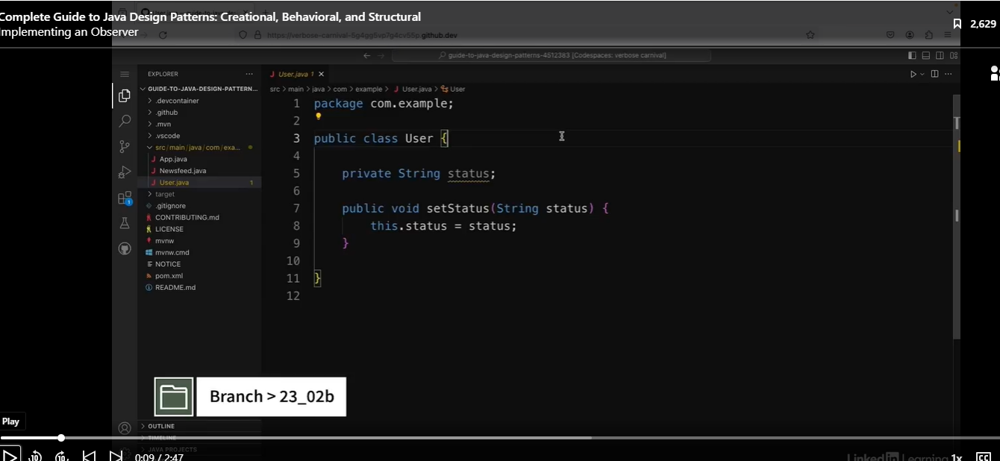 Complete Guide to Java Design Patterns: Creational, Behavioral, and Structural
Implementing an Observer
2,629
https://verbose-carnival-5g4gg5vp7g4cv55p.github.dev
guide-to-java-design-patterns-4512383 [Codespaces: verbose carnival]
EXPLORER
GUIDE-TO-JAVA-DESIGN-PATTERN...
.devcontainer
.github
.mvn
.vscode
src/main/java/com/exa...
App.java
Newsfeed.java
User.java 1
target
.gitignore
CONTRIBUTING.md
LICENSE
mvnw
mvnw.cmd
NOTICE
pom.xml
README.md
OUTLINE
TIMELINE
JAVA PROJECTS
1
User.java 1
src > main > java > com > example > User.java > User
1 package com.example;
2
3 public class User {
4
5 private String status;
6
7 public void setStatus(String status) {
8 this.status = status;
9 }
10
11 }
12
Branch > 23_02b
Play
10
10
0:09 / 2:47
LinkedIn Learning
1x
CC